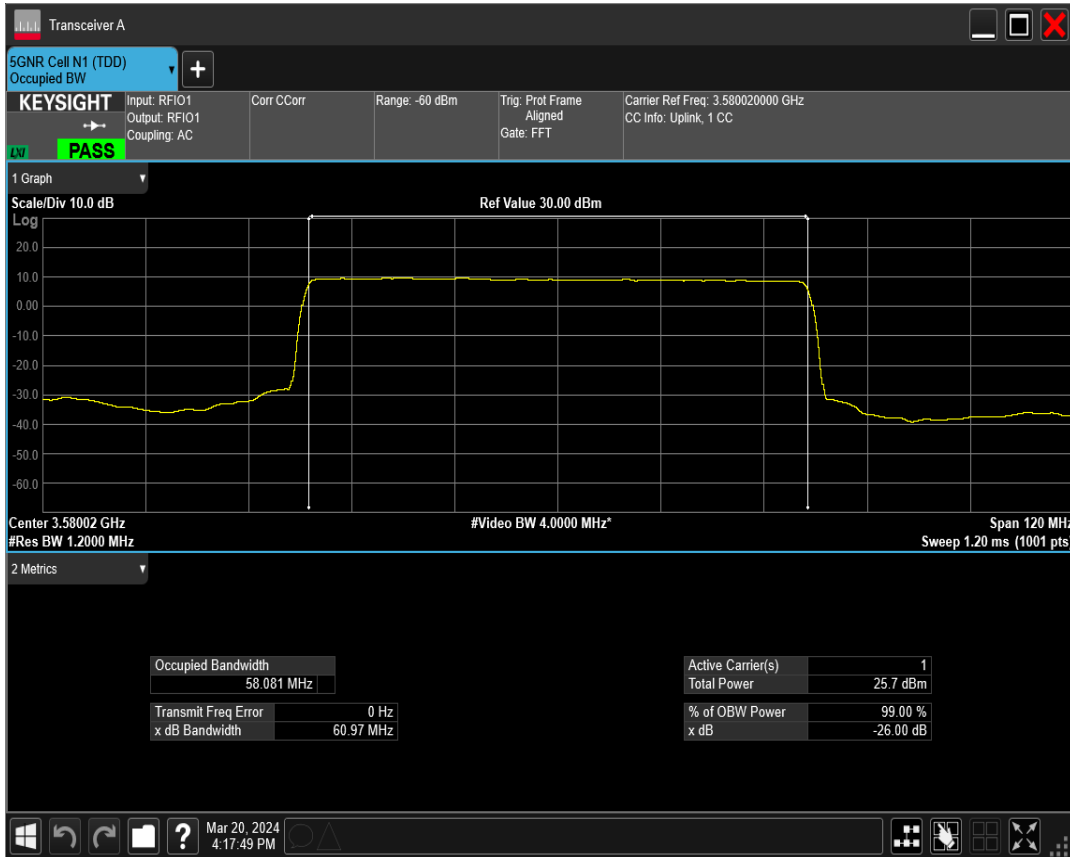 Transceiver A
5GNR Cell N1 (TDD)
Occupied BW
+
KEYSIGHT
LXI
PASS
Input: RFIO1
Output: RFIO1
Coupling: AC
Corr CCorr
Range: -60 dBm
Trig: Prot Frame
Aligned
Gate: FFT
Carrier Ref Freq: 3.580020000 GHz
CC Info: Uplink, 1 CC
1 Graph
Scale/Div 10.0 dB
Ref Value 30.00 dBm
Log
20.0
10.0
0.00
-10.0
-20.0
-30.0
-40.0
-50.0
-60.0
Center 3.58002 GHz
#Video BW 4.0000 MHz*
Span 120 MHz
#Res BW 1.2000 MHz
Sweep 1.20 ms (1001 pts)
2 Metrics
Occupied Bandwidth
58.081 MHz
Transmit Freq Error 0 Hz
x dB Bandwidth 60.97 MHz
Active Carrier(s) 1
Total Power 25.7 dBm
% of OBW Power 99.00 %
x dB -26.00 dB
?
Mar 20, 2024
4:17:49 PM